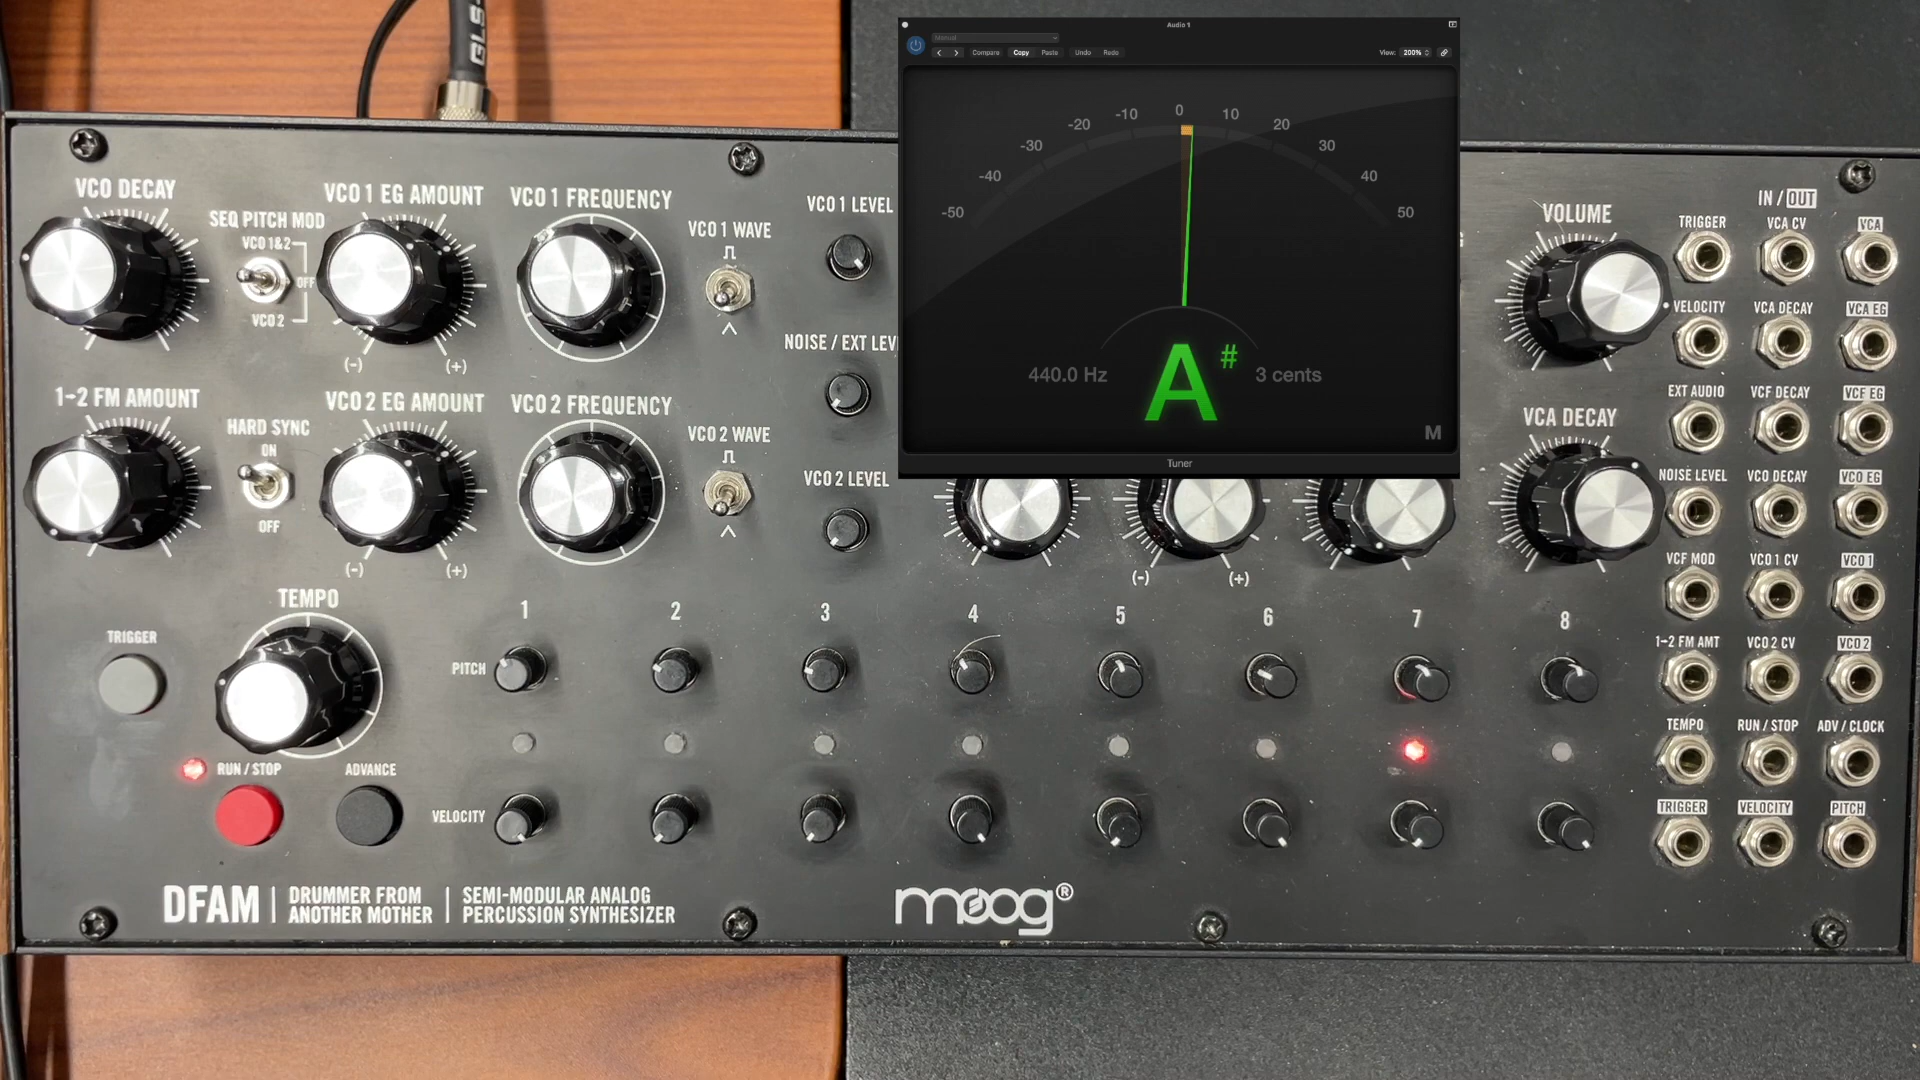 GLS
Audio 1
Manual
Compare
Copy
Paste
Undo
Redo
View:
200%
-50
-40
-30
-20
-10
0
10
20
30
40
50
440.0 Hz
A#
3 cents
M
Tuner
VCO DECAY
SEQ PITCH MOD
VCO 1&2
OFF
VCO 2
VCO 1 EG AMOUNT
(-)
(+)
VCO 1 FREQUENCY
VCO 1 WAVE
VCO 1 LEVEL
NOISE / EXT LEV
1-2 FM AMOUNT
HARD SYNC
ON
OFF
VCO 2 EG AMOUNT
(-)
(+)
VCO 2 FREQUENCY
VCO 2 WAVE
VCO 2 LEVEL
(-)
(+)
VOLUME
VCA DECAY
IN / OUT
TRIGGER
VCA CV
VCA
VELOCITY
VCA DECAY
VCA EG
EXT AUDIO
VCF DECAY
VCF EG
NOISE LEVEL
VCO DECAY
VCO EG
VCF MOD
VCO 1 CV
VCO 1
1-2 FM AMT
VCO 2 CV
VCO 2
TEMPO
RUN / STOP
ADV / CLOCK
TRIGGER
VELOCITY
PITCH
TEMPO
TRIGGER
RUN / STOP
ADVANCE
1
2
3
4
5
6
7
8
PITCH
VELOCITY
DFAM
DRUMMER FROM
ANOTHER MOTHER
SEMI-MODULAR ANALOG
PERCUSSION SYNTHESIZER
moog®